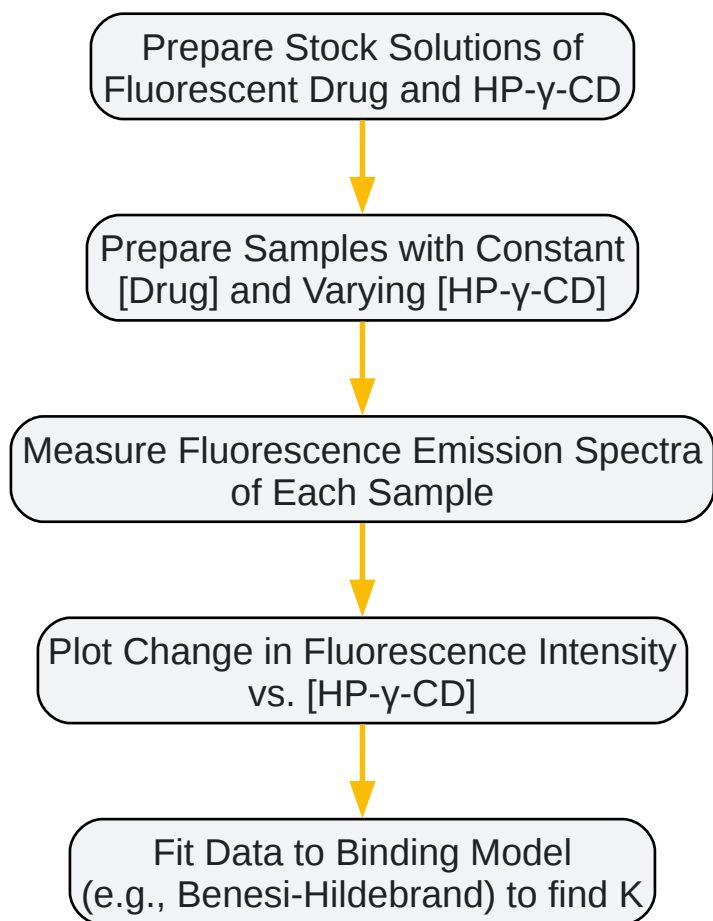 Prepare Stock Solutions of
Fluorescent Drug and HP-γ-CD
Prepare Samples with Constant
[Drug] and Varying [HP-γ-CD]
Measure Fluorescence Emission Spectra
of Each Sample
Plot Change in Fluorescence Intensity
vs. [HP-γ-CD]
Fit Data to Binding Model
(e.g., Benesi-Hildebrand) to find K